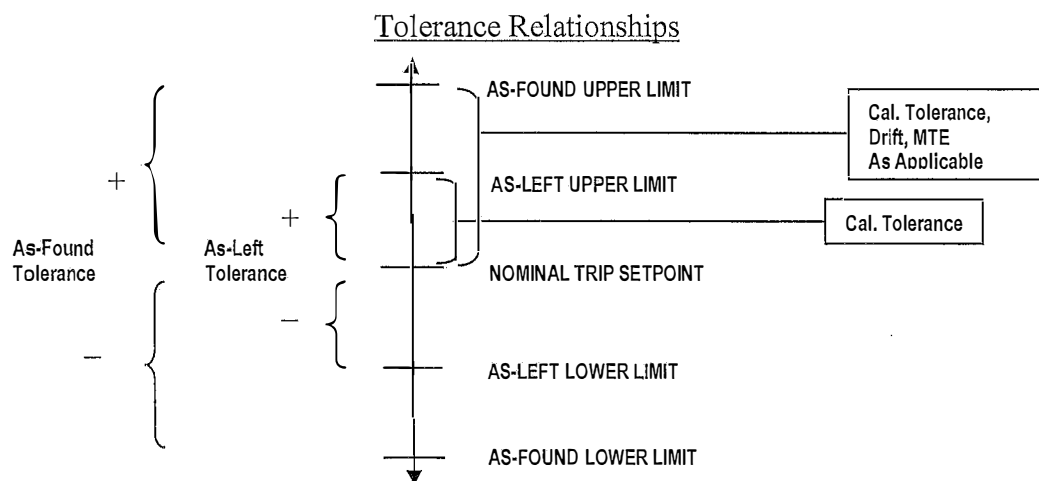 Tolerance Relationships
AS-FOUND UPPER LIMIT
Cal. Tolerance,
Drift, MTE
As Applicable
+
AS-LEFT UPPER LIMIT
+
Cal. Tolerance
As-Found
Tolerance
As-Left
Tolerance
NOMINAL TRIP SETPOINT
−
−
AS-LEFT LOWER LIMIT
AS-FOUND LOWER LIMIT